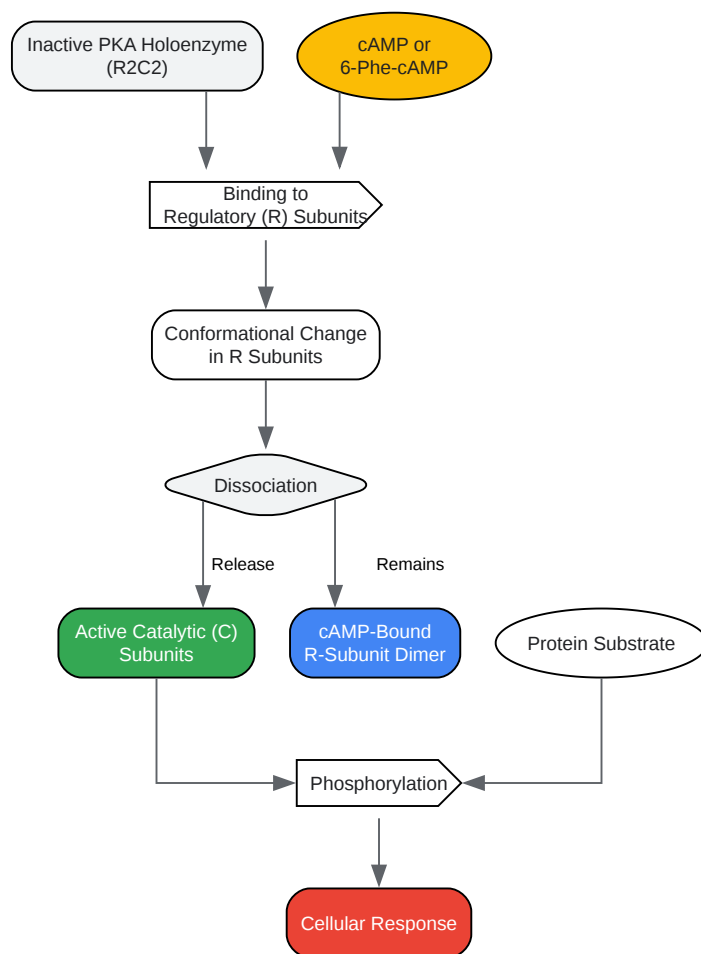 Inactive PKA Holoenzyme
(R2C2)
cAMP or
6-Phe-cAMP
Binding to
Regulatory (R) Subunits
Conformational Change
in R Subunits
Dissociation
Release
Remains
Active Catalytic (C)
Subunits
cAMP-Bound
R-Subunit Dimer
Protein Substrate
Phosphorylation
Cellular Response